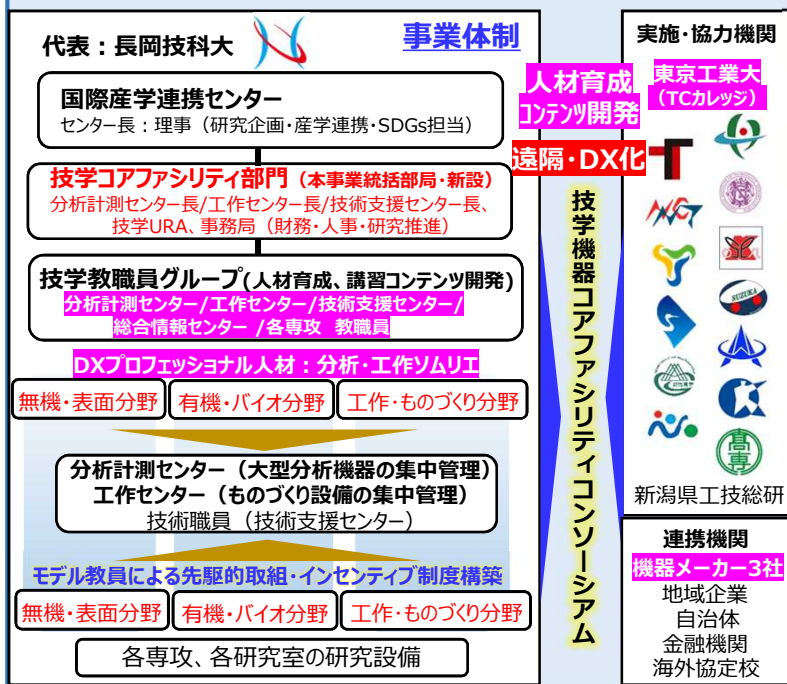 代表：長岡技科大
事業体制
国際産学連携センター
センター長：理事（研究企画・産学連携・SDGs担当）
技学コアファシリティ部門（本事業統括部局・新設）
分析計測センター長/工作センター長/技術支援センター長、
技学URA、事務局（財務・人事・研究推進）
技学教職員グループ(人材育成、講習コンテンツ開発)
分析計測センター/工作センター/技術支援センター/
総合情報センター /各専攻 教職員
DXプロフェッショナル人材：分析・工作ソムリエ
無機・表面分野
有機・バイオ分野
工作・ものづくり分野
分析計測センター（大型分析機器の集中管理）
工作センター（ものづくり設備の集中管理）
技術職員（技術支援センター）
モデル教員による先駆的取組・インセンティブ制度構築
無機・表面分野
有機・バイオ分野
工作・ものづくり分野
各専攻、各研究室の研究設備
人材育成
コンテンツ開発
遠隔・DX化
技学機器コアファシリティコンソーシアム
実施・協力機関
東京工業大
（TCカレッジ）
SUZUKA
高専
新潟県工技総研
連携機関
機器メーカー3社
地域企業
自治体
金融機関
海外協定校